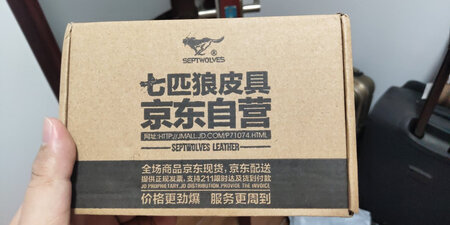 SEPTWOLVES®
七匹狼皮具
京东自营
网址:HTTP://JMALL.JD.COM/P71074.HTML
SEPTWOLVES LEATHER
全场商品京东现货,京东配送
提供正规发票,支持211限时达及货到付款
JD PROPRIETARY,JD DISTRIBUTION,PROVIDE THE INVOICE
价格更劲爆 服务更周到